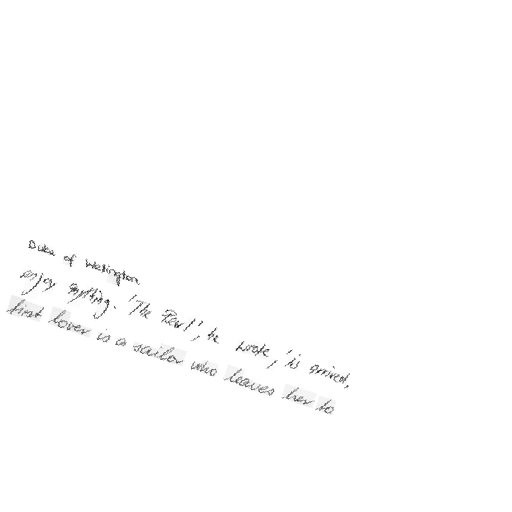 Duke of Wellington
enjoy anything. 'The Pearl', he wrote, 'is arrived,
first lover is a sailor who leaves her to